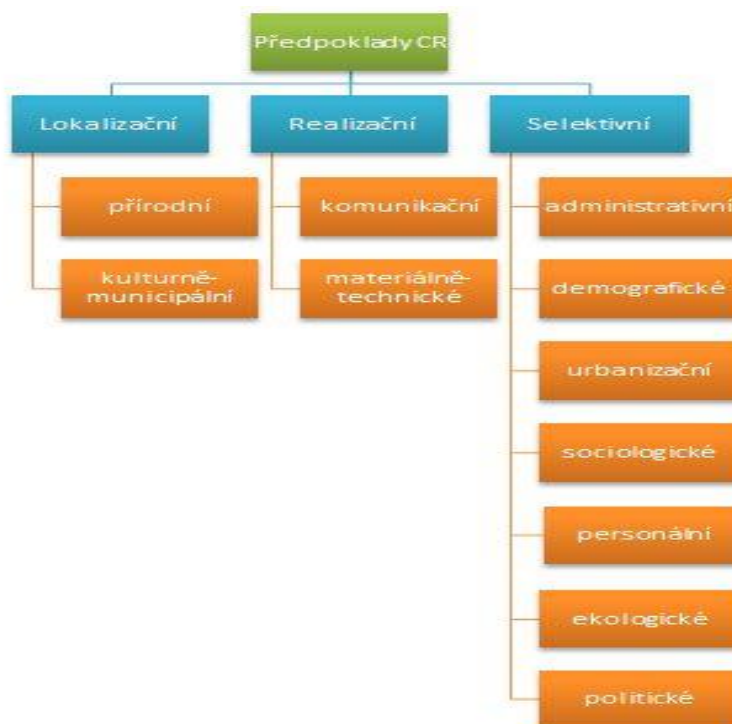 Předpoklady CR
Lokalizační
přírodní
kulturně-
municipální
Realizační
komunikační
materiálně-
technické
Selektivní
administrativní
demografické
urbanizační
sociologické
personální
ekologické
politické